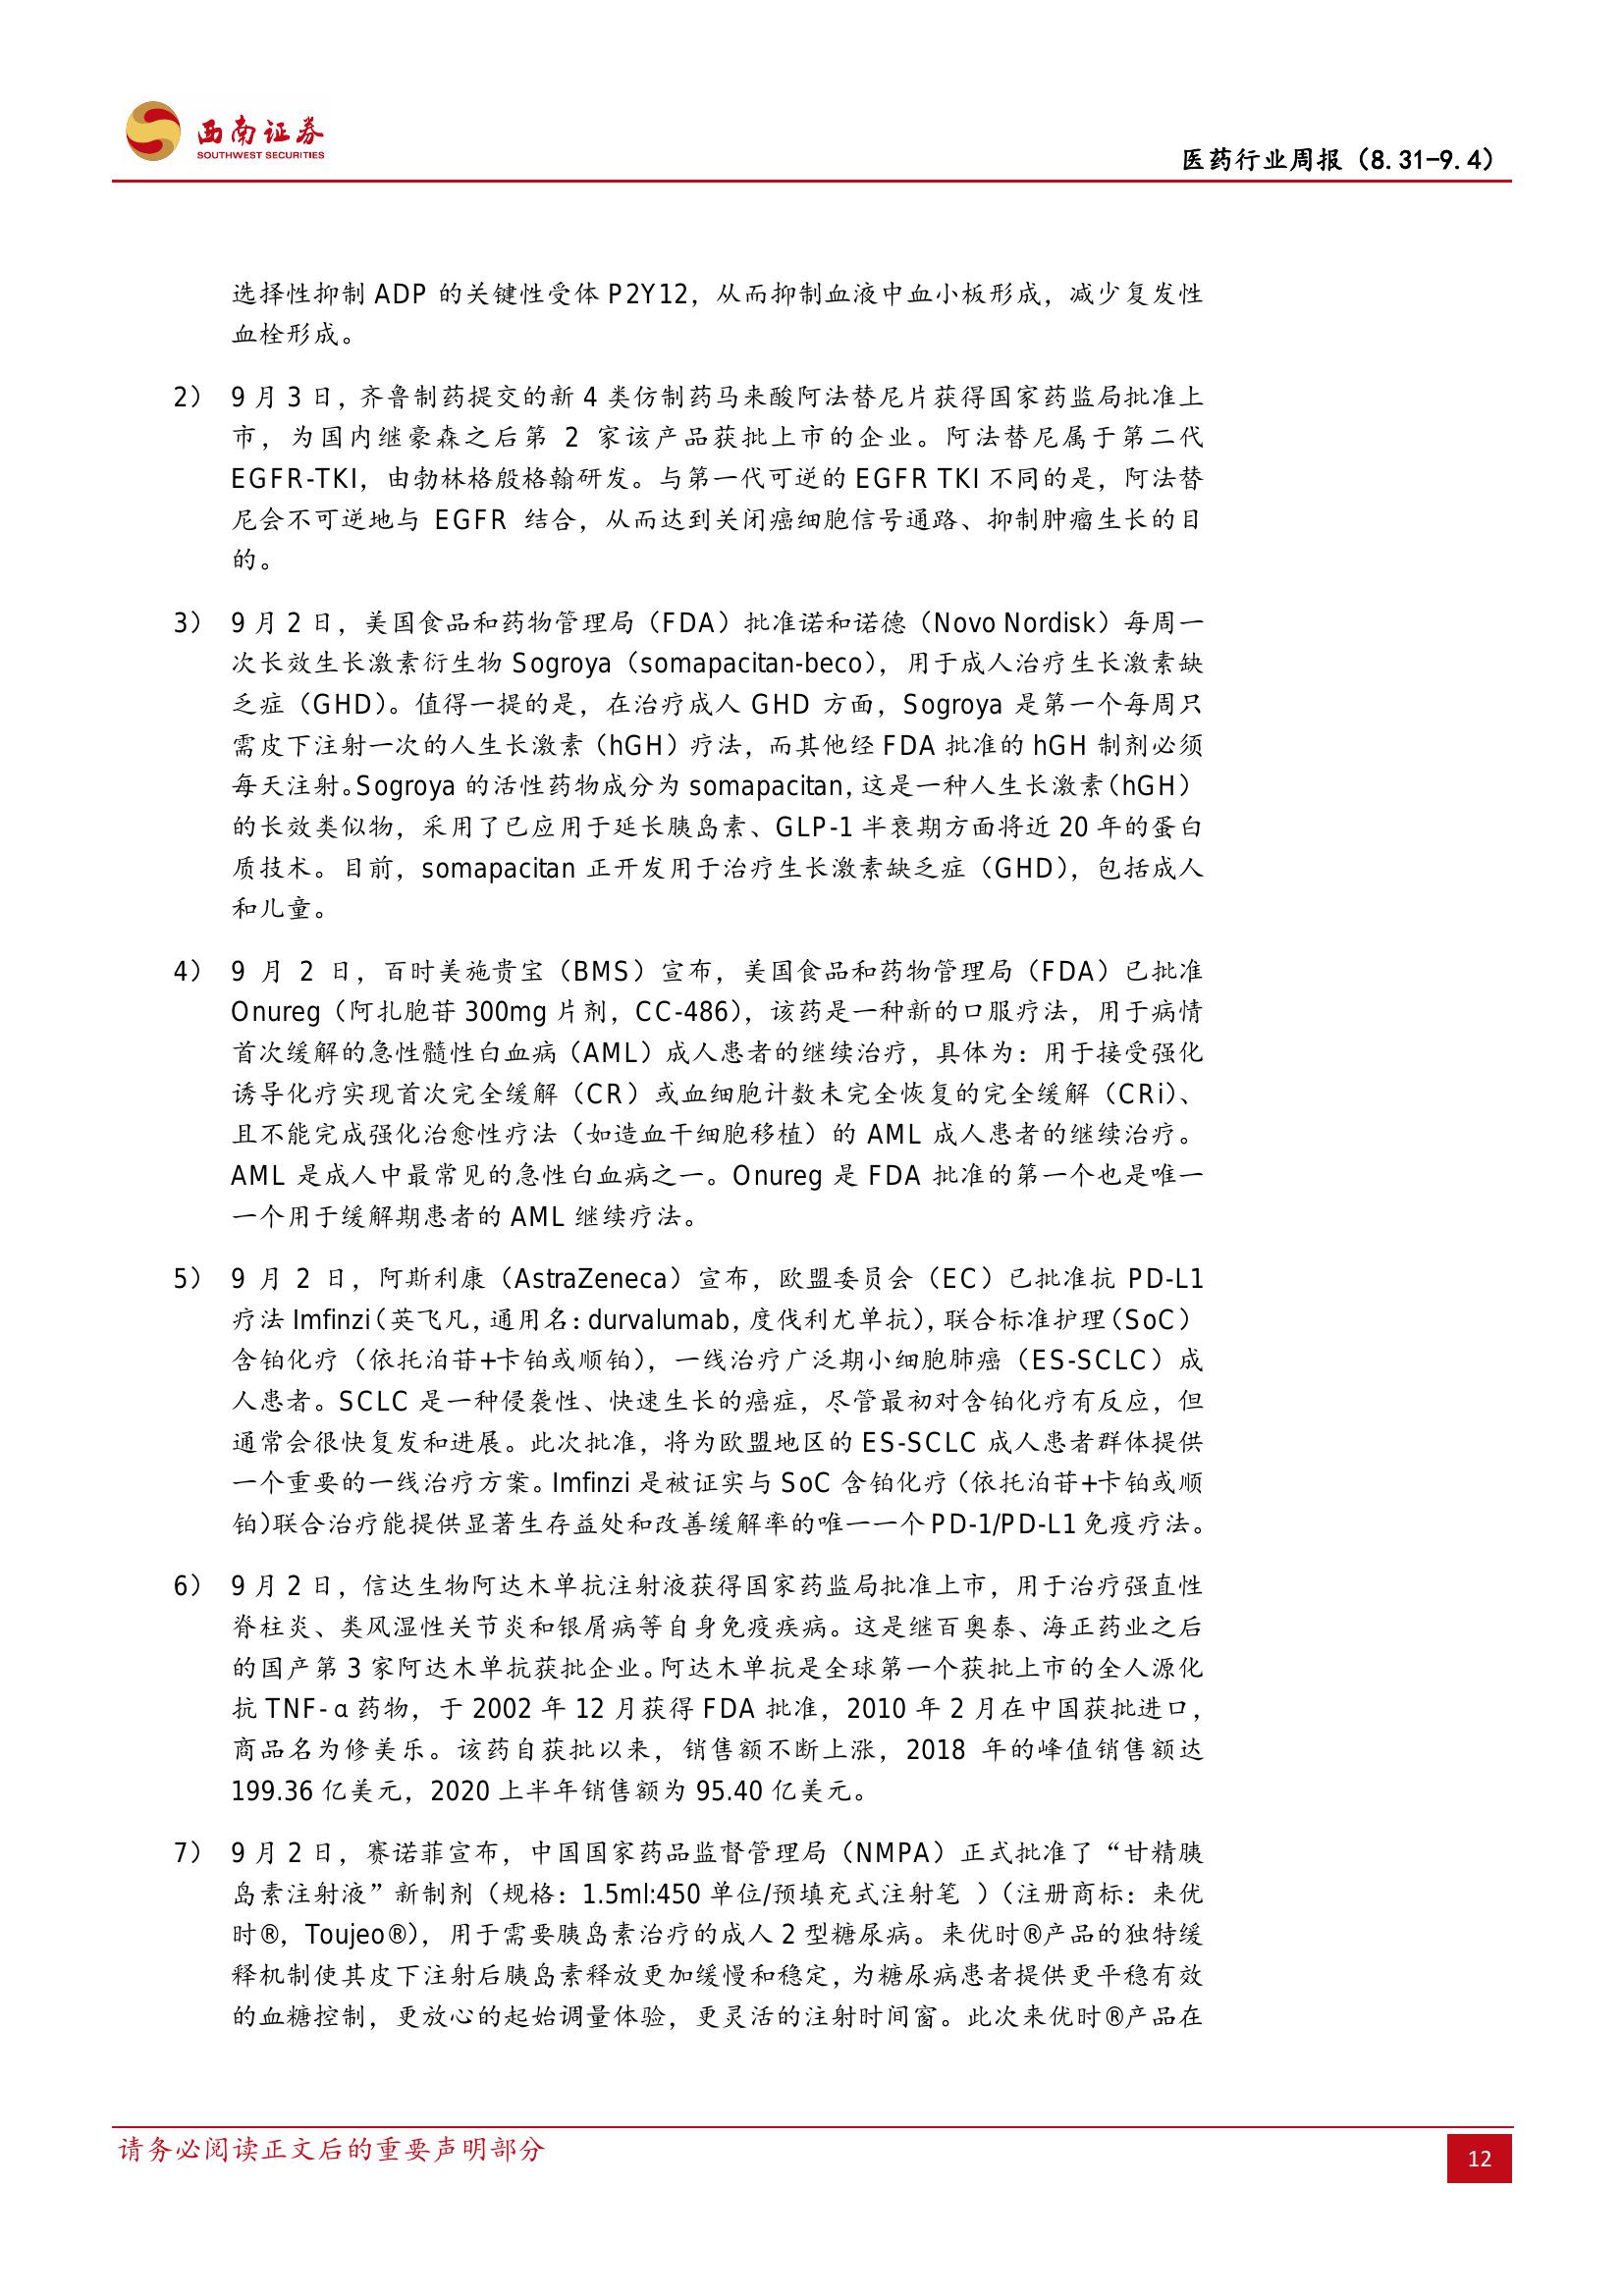 西南证券
SOUTHWEST SECURITIES
医药行业周报（8.31-9.4）
选择性抑制 ADP 的关键性受体 P2Y12，从而抑制血液中血小板形成，减少复发性
血栓形成。
2） 9 月 3 日，齐鲁制药提交的新 4 类仿制药马来酸阿法替尼片获得国家药监局批准上
市，为国内继豪森之后第 2 家该产品获批上市的企业。阿法替尼属于第二代
EGFR-TKI，由勃林格殷格翰研发。与第一代可逆的 EGFR TKI 不同的是，阿法替
尼会不可逆地与 EGFR 结合，从而达到关闭癌细胞信号通路、抑制肿瘤生长的目
的。
3） 9 月 2 日，美国食品和药物管理局（FDA）批准诺和诺德（Novo Nordisk）每周一
次长效生长激素衍生物 Sogroya（somapacitan-beco），用于成人治疗生长激素缺
乏症（GHD）。值得一提的是，在治疗成人 GHD 方面，Sogroya 是第一个每周只
需皮下注射一次的人生长激素（hGH）疗法，而其他经 FDA 批准的 hGH 制剂必须
每天注射。Sogroya 的活性药物成分为 somapacitan，这是一种人生长激素（hGH）
的长效类似物，采用了已应用于延长胰岛素、GLP-1 半衰期方面将近 20 年的蛋白
质技术。目前，somapacitan 正开发用于治疗生长激素缺乏症（GHD），包括成人
和儿童。
4） 9 月 2 日，百时美施贵宝（BMS）宣布，美国食品和药物管理局（FDA）已批准
Onureg（阿扎胞苷 300mg 片剂，CC-486），该药是一种新的口服疗法，用于病情
首次缓解的急性髓性白血病（AML）成人患者的继续治疗，具体为：用于接受强化
诱导化疗实现首次完全缓解（CR）或血细胞计数未完全恢复的完全缓解（CRi）、
且不能完成强化治愈性疗法（如造血干细胞移植）的 AML 成人患者的继续治疗。
AML 是成人中最常见的急性白血病之一。Onureg 是 FDA 批准的第一个也是唯一
一个用于缓解期患者的 AML 继续疗法。
5） 9 月 2 日，阿斯利康（AstraZeneca）宣布，欧盟委员会（EC）已批准抗 PD-L1
疗法 Imfinzi（英飞凡，通用名：durvalumab，度伐利尤单抗），联合标准护理（SoC）
含铂化疗（依托泊苷+卡铂或顺铂），一线治疗广泛期小细胞肺癌（ES-SCLC）成
人患者。SCLC 是一种侵袭性、快速生长的癌症，尽管最初对含铂化疗有反应，但
通常会很快复发和进展。此次批准，将为欧盟地区的 ES-SCLC 成人患者群体提供
一个重要的一线治疗方案。Imfinzi 是被证实与 SoC 含铂化疗（依托泊苷+卡铂或顺
铂）联合治疗能提供显著生存益处和改善缓解率的唯一一个 PD-1/PD-L1 免疫疗法。
6） 9 月 2 日，信达生物阿达木单抗注射液获得国家药监局批准上市，用于治疗强直性
脊柱炎、类风湿性关节炎和银屑病等自身免疫疾病。这是继百奥泰、海正药业之后
的国产第 3 家阿达木单抗获批企业。阿达木单抗是全球第一个获批上市的全人源化
抗 TNF-α药物，于 2002 年 12 月获得 FDA 批准，2010 年 2 月在中国获批进口，
商品名为修美乐。该药自获批以来，销售额不断上涨，2018 年的峰值销售额达
199.36 亿美元，2020 上半年销售额为 95.40 亿美元。
7） 9 月 2 日，赛诺菲宣布，中国国家药品监督管理局（NMPA）正式批准了“甘精胰
岛素注射液”新制剂（规格：1.5ml:450 单位/预填充式注射笔 ）（注册商标：来优
时®，Toujeo®），用于需要胰岛素治疗的成人 2 型糖尿病。来优时®产品的独特缓
释机制使其皮下注射后胰岛素释放更加缓慢和稳定，为糖尿病患者提供更平稳有效
的血糖控制，更放心的起始调量体验，更灵活的注射时间窗。此次来优时®产品在
请务必阅读正文后的重要声明部分
12